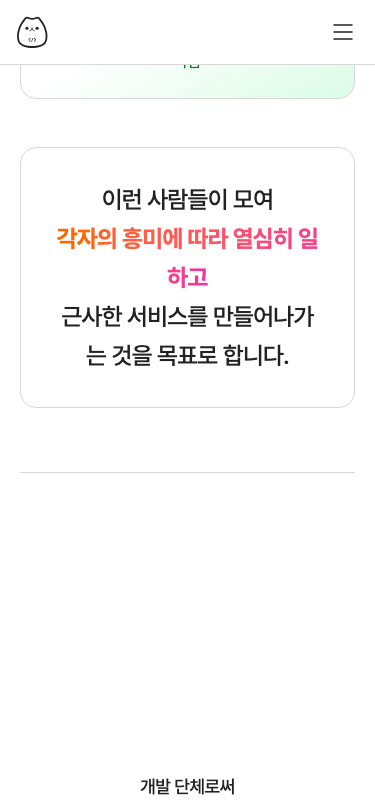 이런 사람들이 모여
각자의 흥미에 따라 열심히 일
하고
근사한 서비스를 만들어나가
는 것을 목표로 합니다.
개발 단체로써